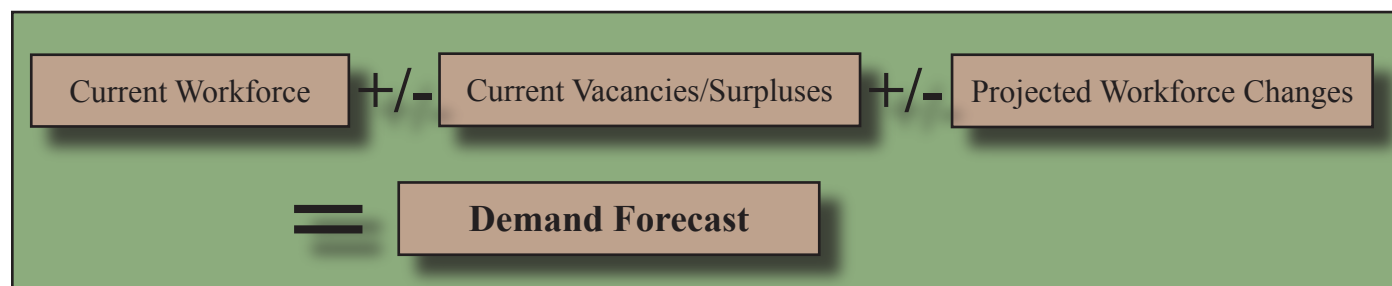 Current Workforce +/- Current Vacancies/Surpluses +/- Projected Workforce Changes
= Demand Forecast